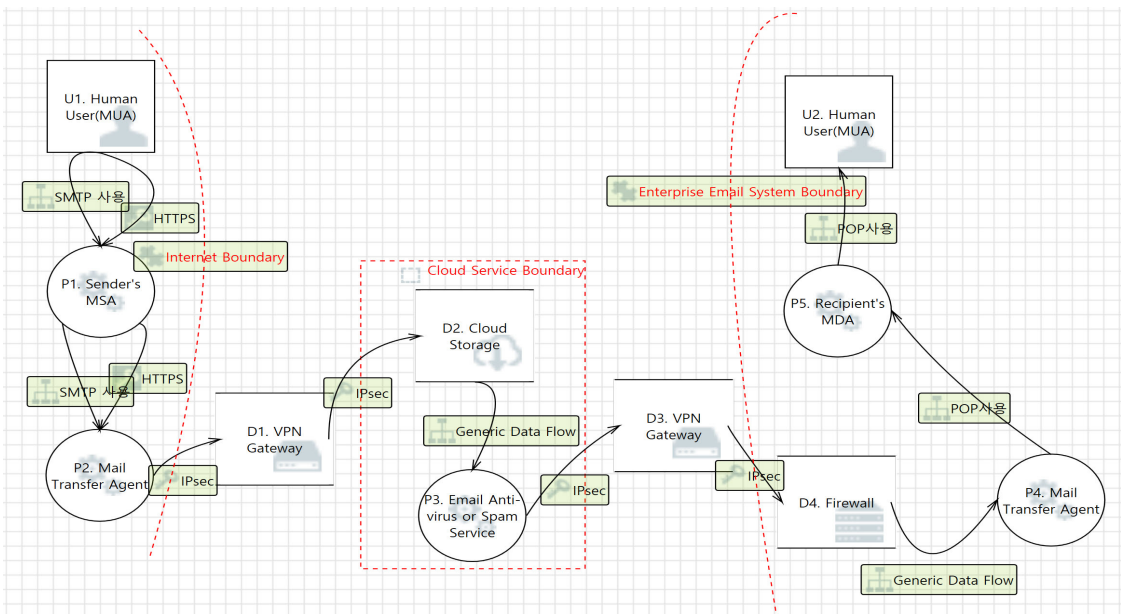 U1. Human
User(MUA)
SMTP 사용
HTTPS
Internet Boundary
P1. Sender's
MSA
SMTP 사용
HTTPS
P2. Mail
Transfer Agent
IPsec
D1. VPN
Gateway
IPsec
Cloud Service Boundary
D2. Cloud
Storage
Generic Data Flow
P3. Email Anti-
virus or Spam
Service
IPsec
D3. VPN
Gateway
IPsec
Enterprise Email System Boundary
U2. Human
User(MUA)
POP사용
P5. Recipient's
MDA
POP사용
D4. Firewall
Generic Data Flow
P4. Mail
Transfer Agent